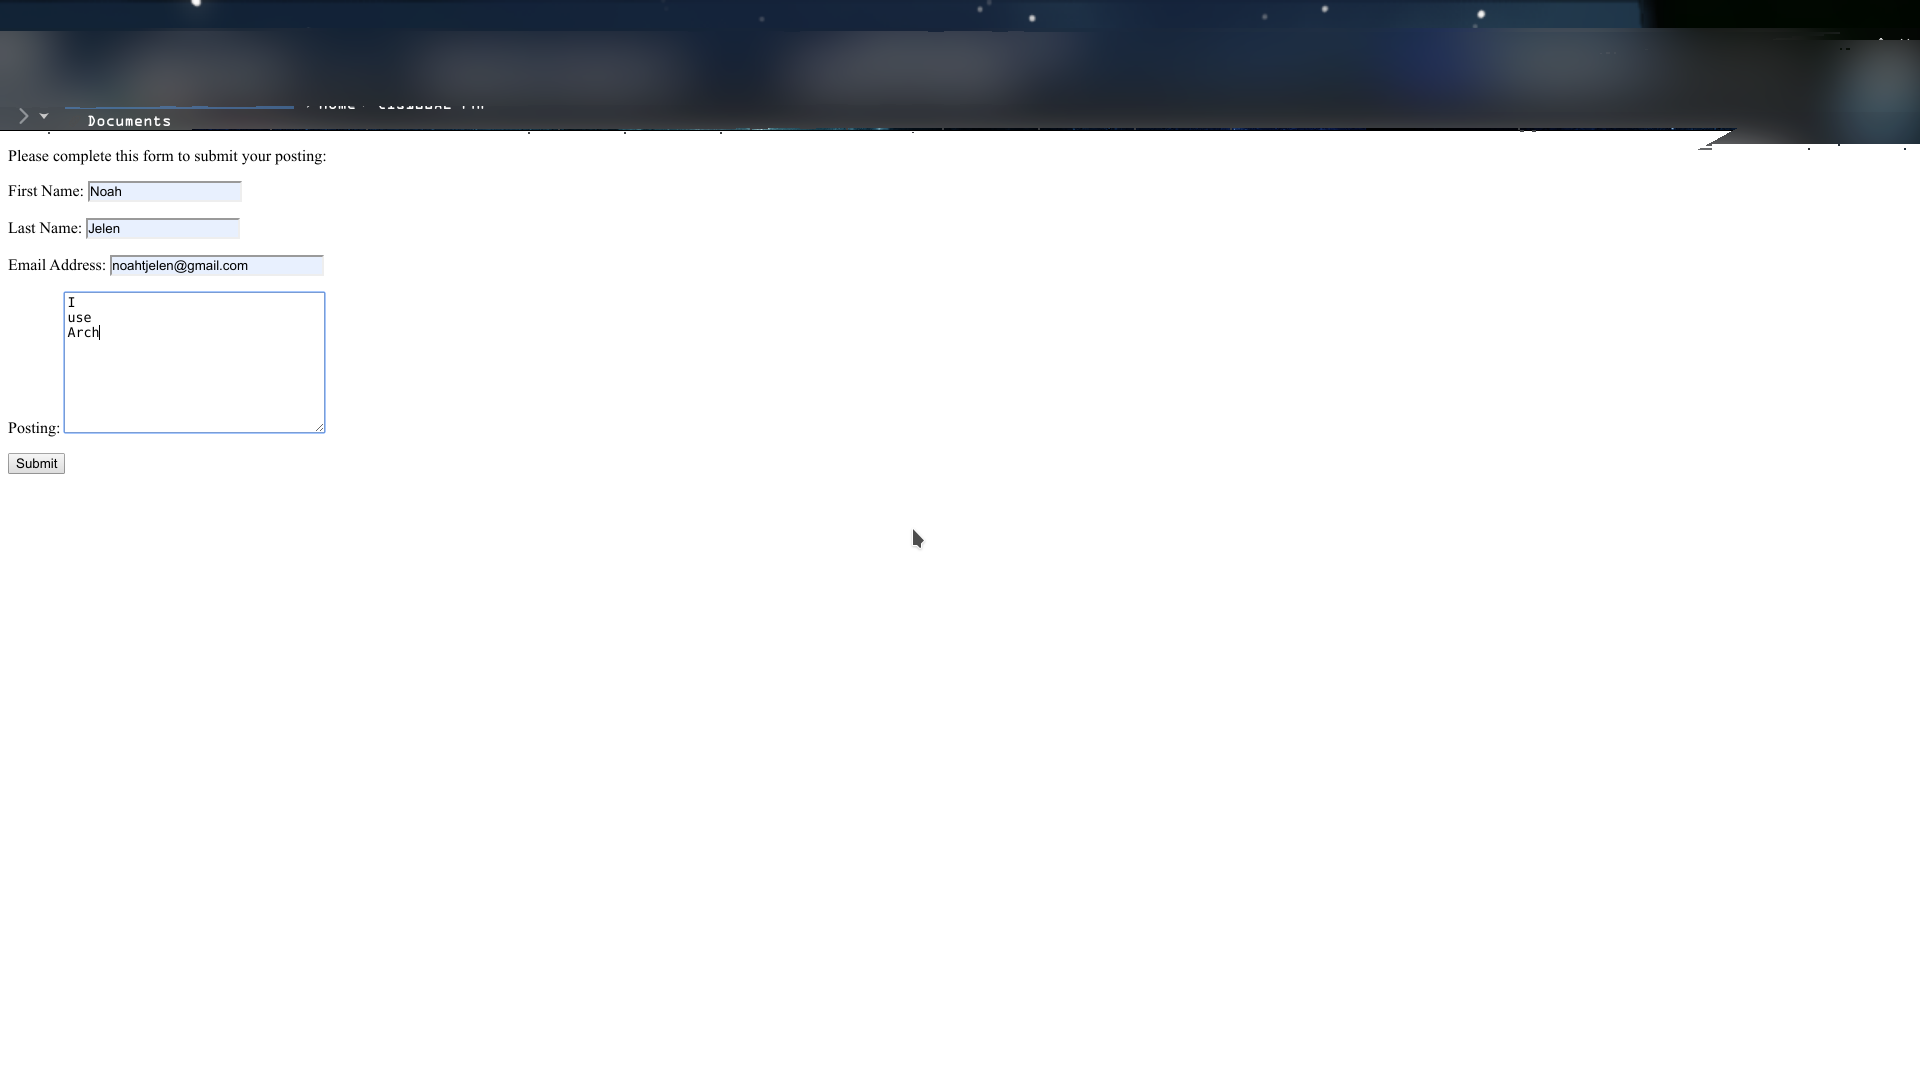 Documents
Please complete this form to submit your posting:
First Name: Noah
Last Name: Jelen
Email Address: noahtjelen@gmail.com
I
use
Arch
Posting:
Submit